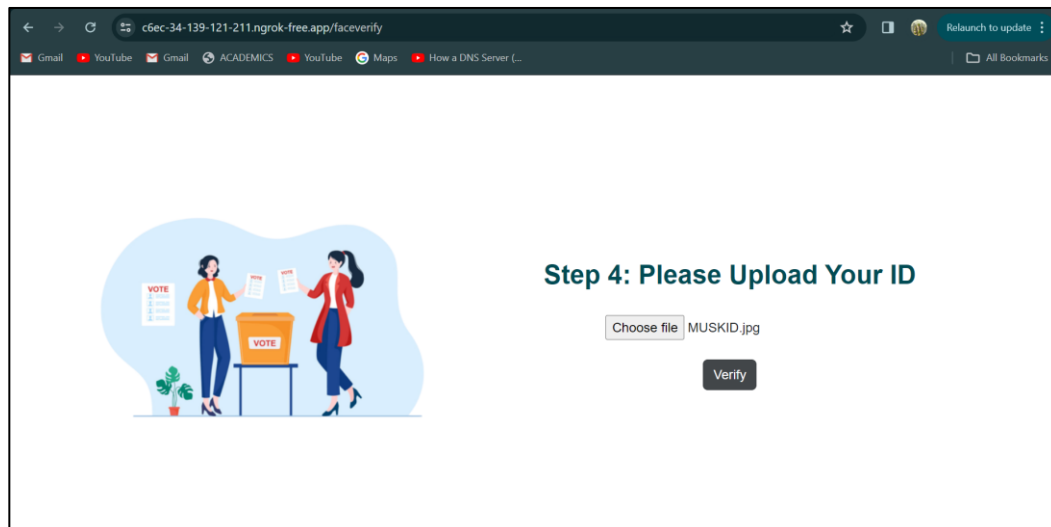 c6ec-34-139-121-211.ngrok-free.app/faceverify
Relaunch to update
Gmail YouTube Gmail ACADEMICS YouTube Maps How a DNS Server (... All Bookmarks
VOTE
VOTE
VOTE
VOTE
Step 4: Please Upload Your ID
Choose file MUSKID.jpg
Verify